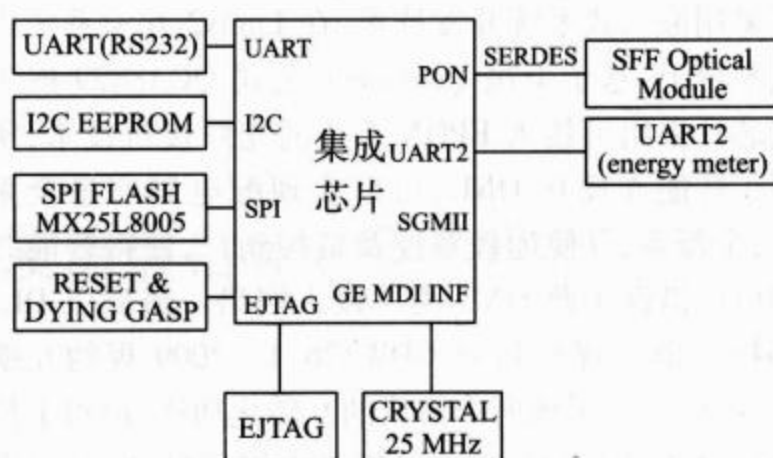 UART(RS232)
I2C EEPROM
SPI FLASH
MX25L8005
RESET &
DYING GASP
UART
I2C
SPI
EJTAG
集成
芯片
PON
UART2
SGMII
GE MDI INF
SERDES
SFF Optical
Module
UART2
(energy meter)
EJTAG
CRYSTAL
25 MHz